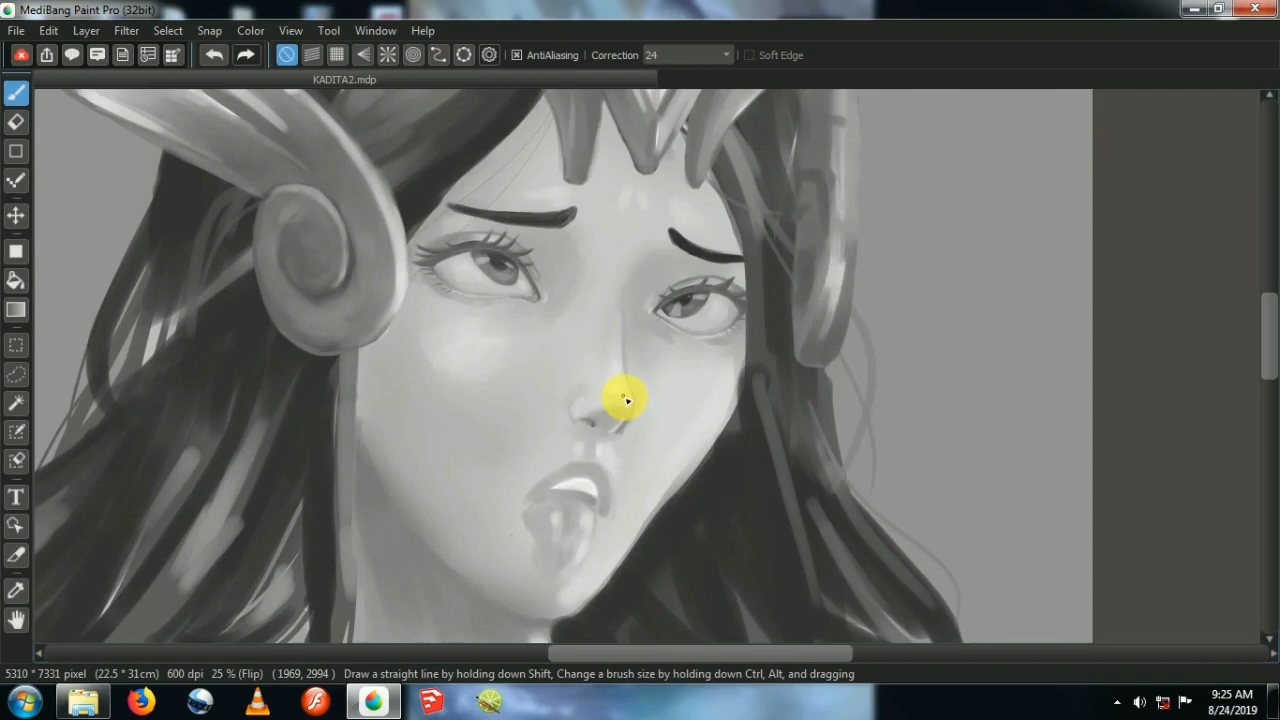 MediBang Paint Pro (32bit)
File Edit Layer Filter Select Snap Color View Tool Window Help
AntiAliasing Correction 24 Soft Edge
KADITA2.mdp
T
5310 * 7331 pixel (22.5 * 31cm) 600 dpi 25 % (Flip) ( 1969, 2994 ) Draw a straight line by holding down Shift, Change a brush size by holding down Ctrl, Alt, and dragging
9:25 AM
8/24/2019